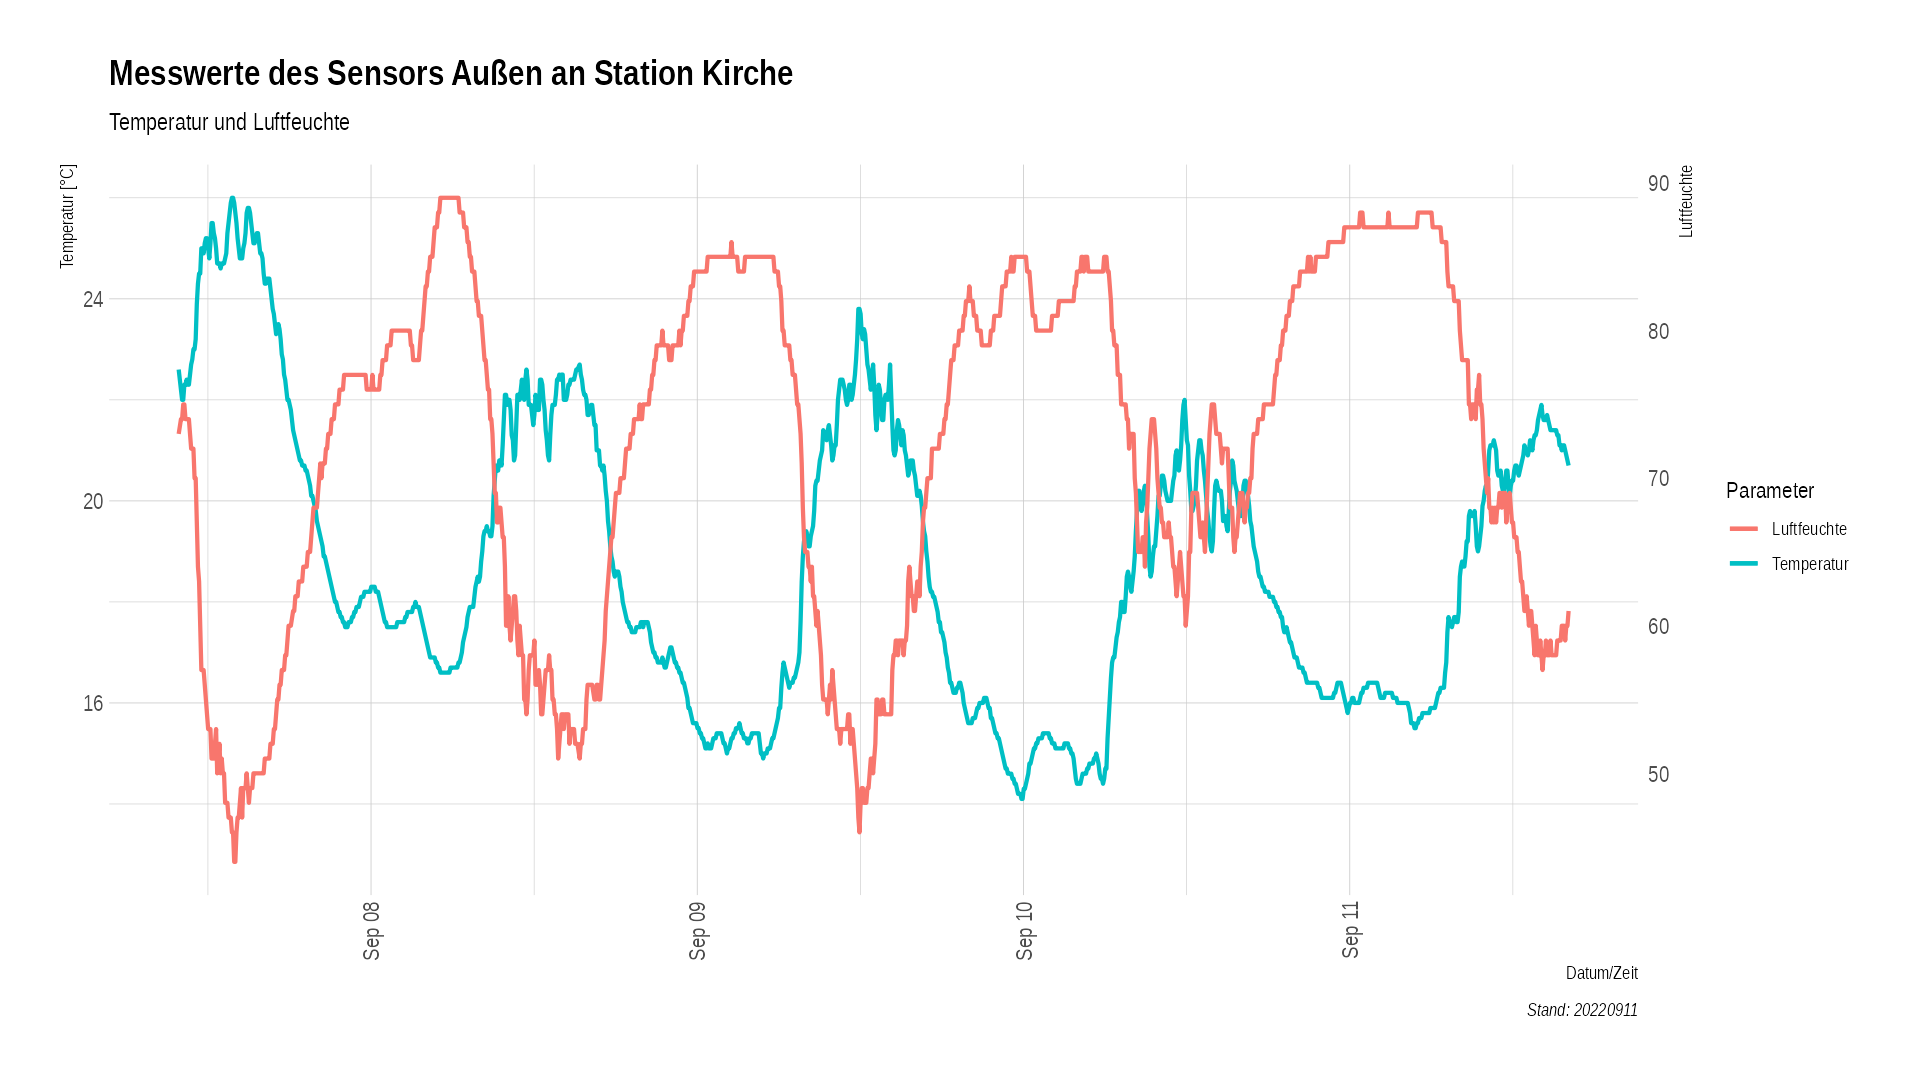 Messwerte des Sensors Außen an Station Kirche
Temperatur und Luftfeuchte
Temperatur [°C]
24
20
16
90
80
70
60
50
Luftfeuchte
Sep 08
Sep 09
Sep 10
Sep 11
Datum/Zeit
Parameter
Luftfeuchte
Temperatur
Stand: 20220911